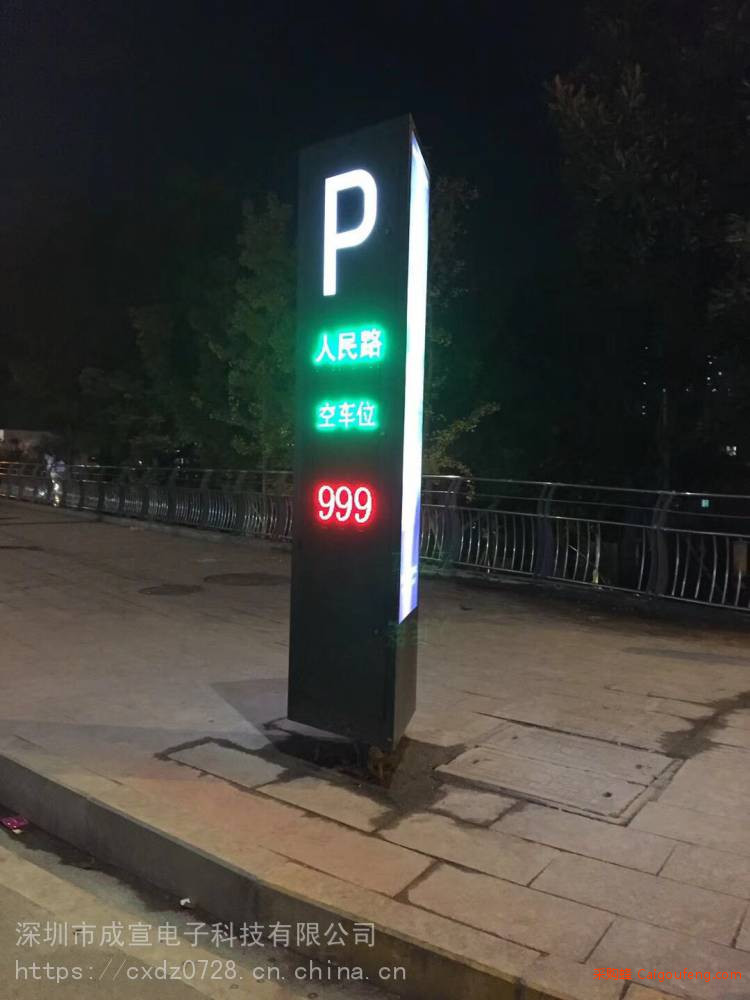 P
人民路
空车位
999
深圳市成宣电子科技有限公司
https://cxdz0728.cn.china.cn